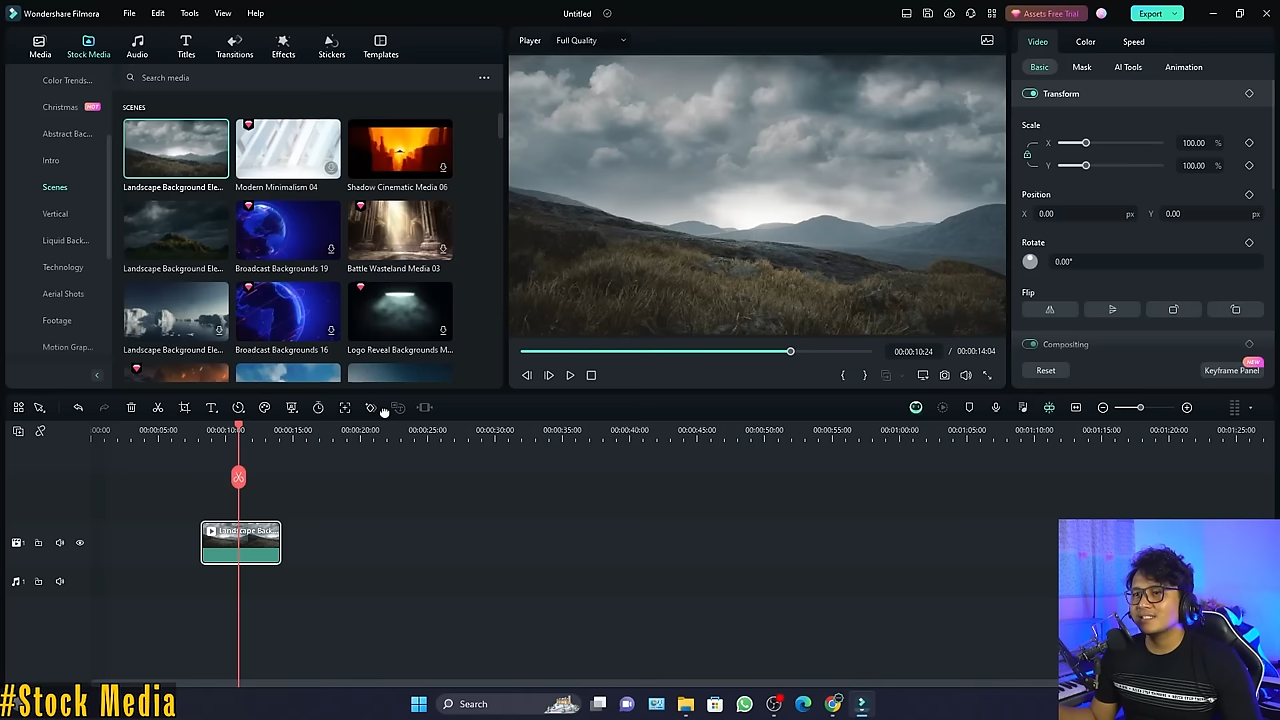 Wondershare Filmora
File
Edit
Tools
View
Help
Untitled
Assets Free Trial
Export
Media
Stock Media
Audio
Titles
Transitions
Effects
Stickers
Templates
Player
Full Quality
Video
Color
Speed
Basic
Mask
AI Tools
Animation
Color Trends...
Christmas
HOT
Abstract Bac...
Intro
Scenes
Vertical
Liquid Back...
Technology
Aerial Shots
Footage
Motion Grap...
Search media
SCENES
Landscape Background Ele...
Modern Minimalism 04
Shadow Cinematic Media 06
Landscape Background Ele...
Broadcast Backgrounds 19
Battle Wasteland Media 03
Landscape Background Ele...
Broadcast Backgrounds 16
Logo Reveal Backgrounds M...
00:00:10:24 / 00:00:14:04
Transform
Scale
X 100.00 %
Y 100.00 %
Position
X 0.00 px Y 0.00 px
Rotate
0.00°
Flip
Compositing
NEW
Reset
Keyframe Panel
:00:00 00:00:05:00 00:00:10:00 00:00:15:00 00:00:20:00 00:00:25:00 00:00:30:00 00:00:35:00 00:00:40:00 00:00:45:00 00:00:50:00 00:00:55:00 00:01:00:00 00:01:05:00 00:01:10:00 00:01:15:00 00:01:20:00 00:01:25:00
Landscape Back...
1
1
#Stock Media
Search